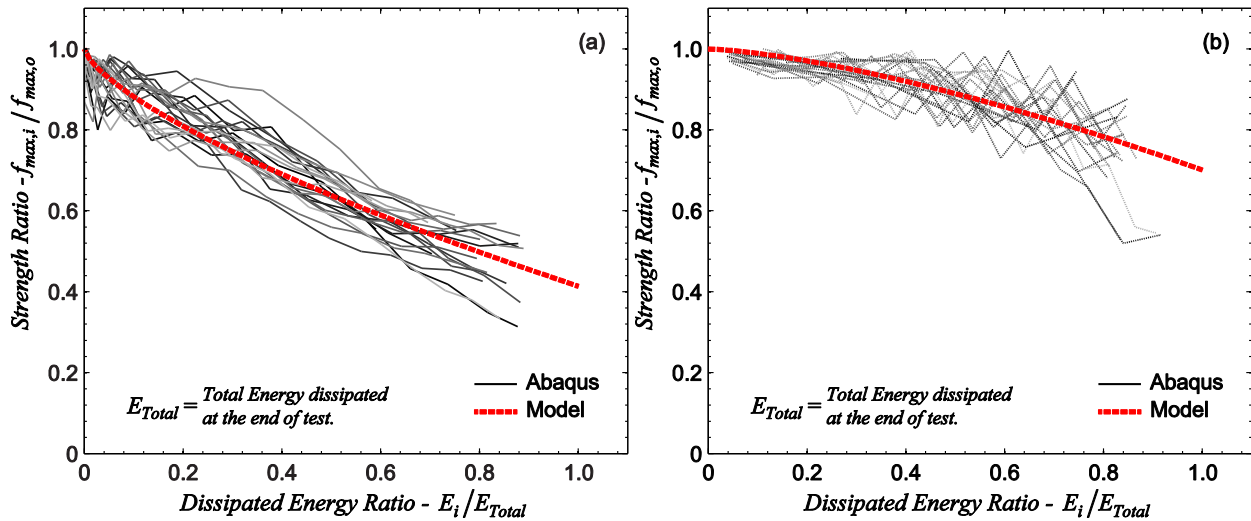 (a)
1.0
0.8
0.6
0.4
0.2
0
Strength Ratio - f_max,i / f_max,o
E_Total = Total Energy dissipated
at the end of test.
Abaqus
Model
0 0.2 0.4 0.6 0.8 1.0
Dissipated Energy Ratio - E_i/E_Total
(b)
1.0
0.8
0.6
0.4
0.2
0
Strength Ratio - f_max,i / f_max,o
E_Total = Total Energy dissipated
at the end of test.
Abaqus
Model
0 0.2 0.4 0.6 0.8 1.0
Dissipated Energy Ratio - E_i/E_Total